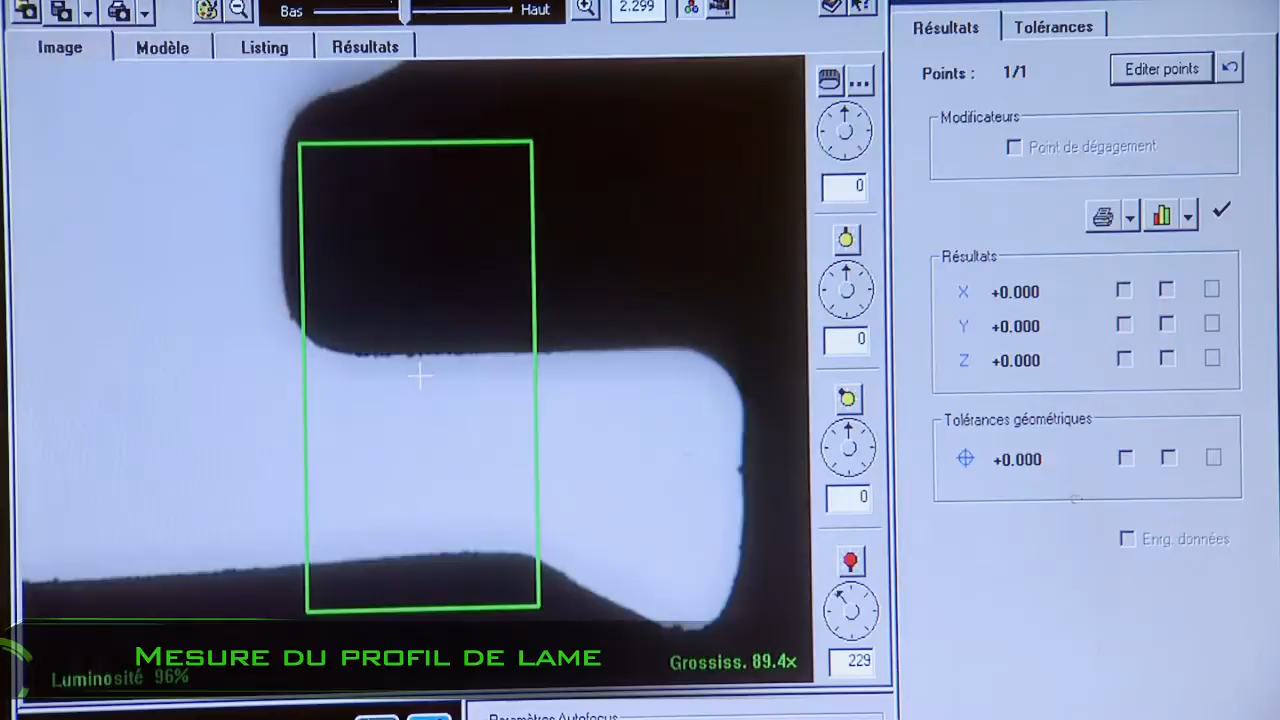 Bas
Haut
2.299
Image
Modèle
Listing
Résultats
Résultats
Tolérances
Points :
1/1
Editer points
...
Modificateurs
Point de dégagement
0
Résultats
X
+0.000
Y
+0.000
Z
+0.000
0
Tolérances géométriques
+0.000
0
Enrg. données
Mesure du profil de lame
Luminosité 96%
Grossiss. 89.4x
229
Paramètres Autofocus